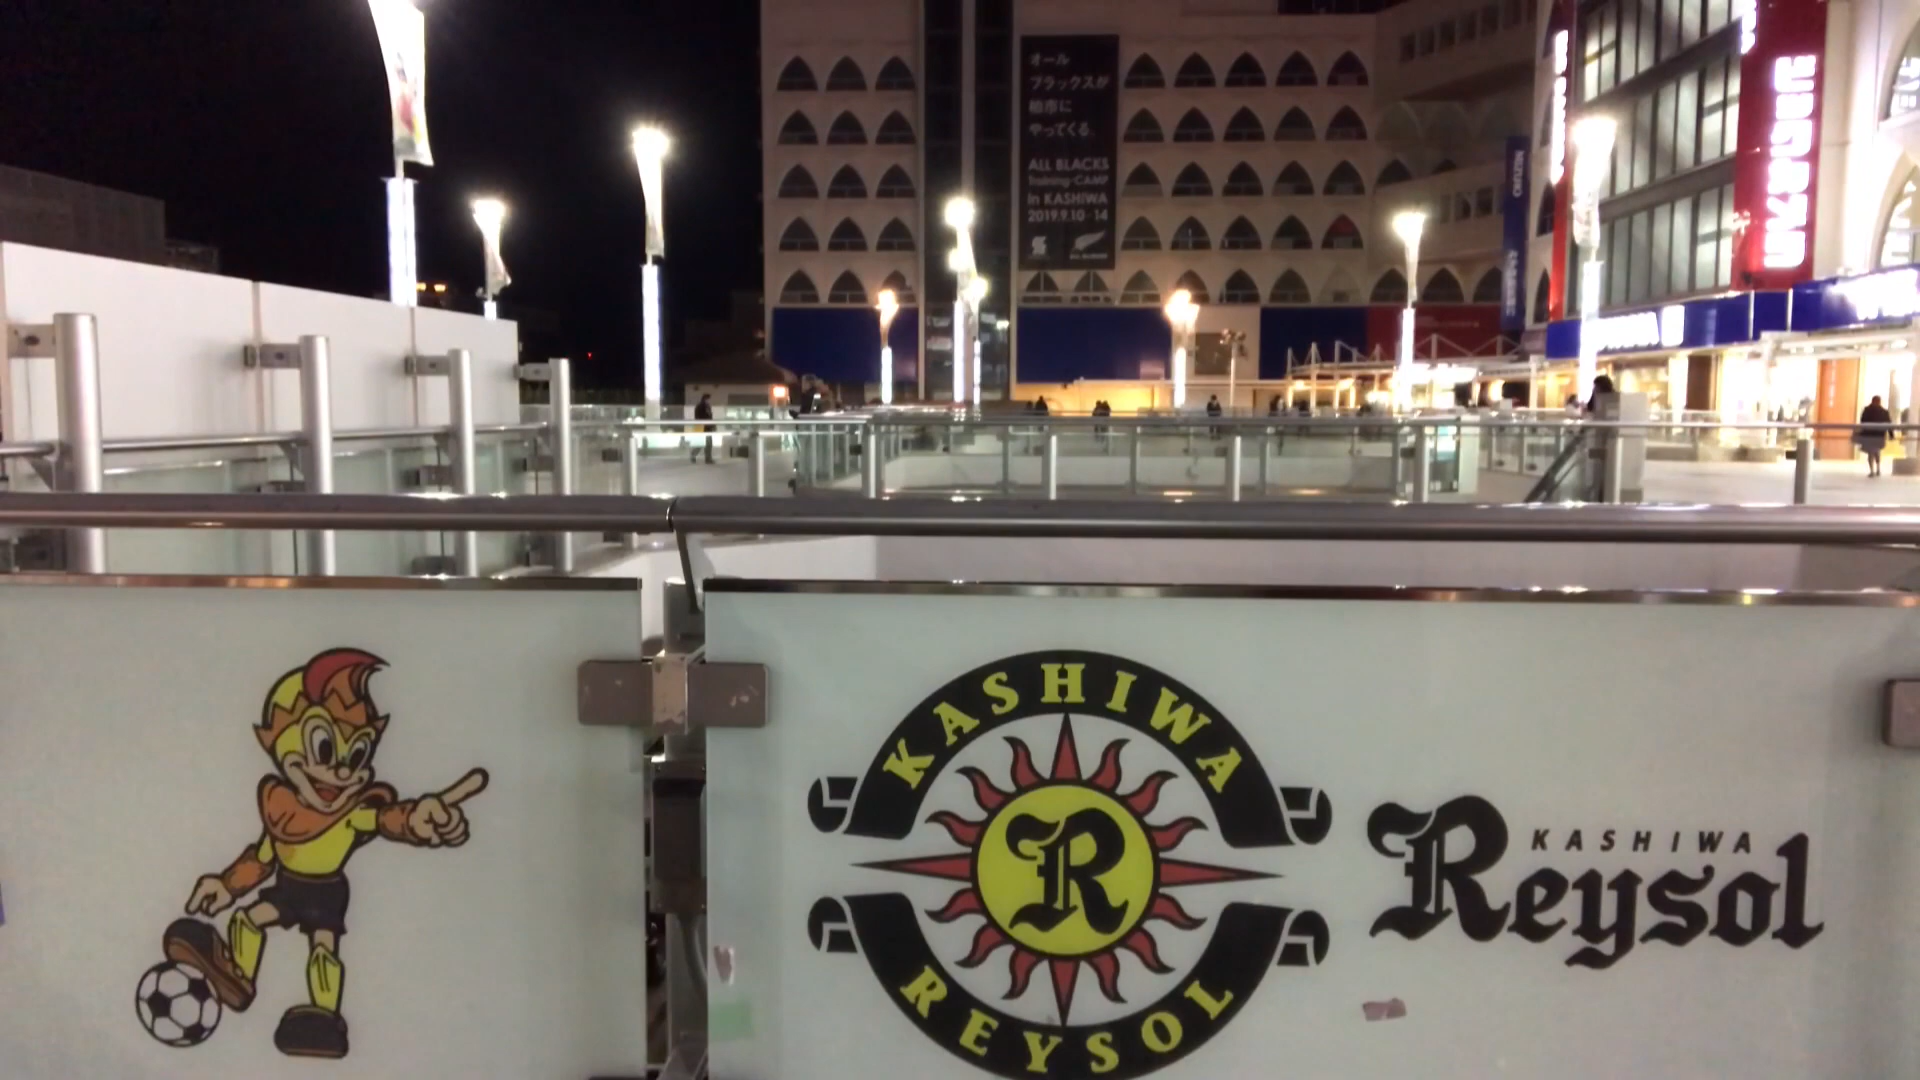 オール
ブラックスが
柏市に
やってくる。
ALL BLACKS
Training-CAMP
in KASHIWA
2019.9.10 - 14
KASHIWA
R
REYSOL
KASHIWA
Reysol